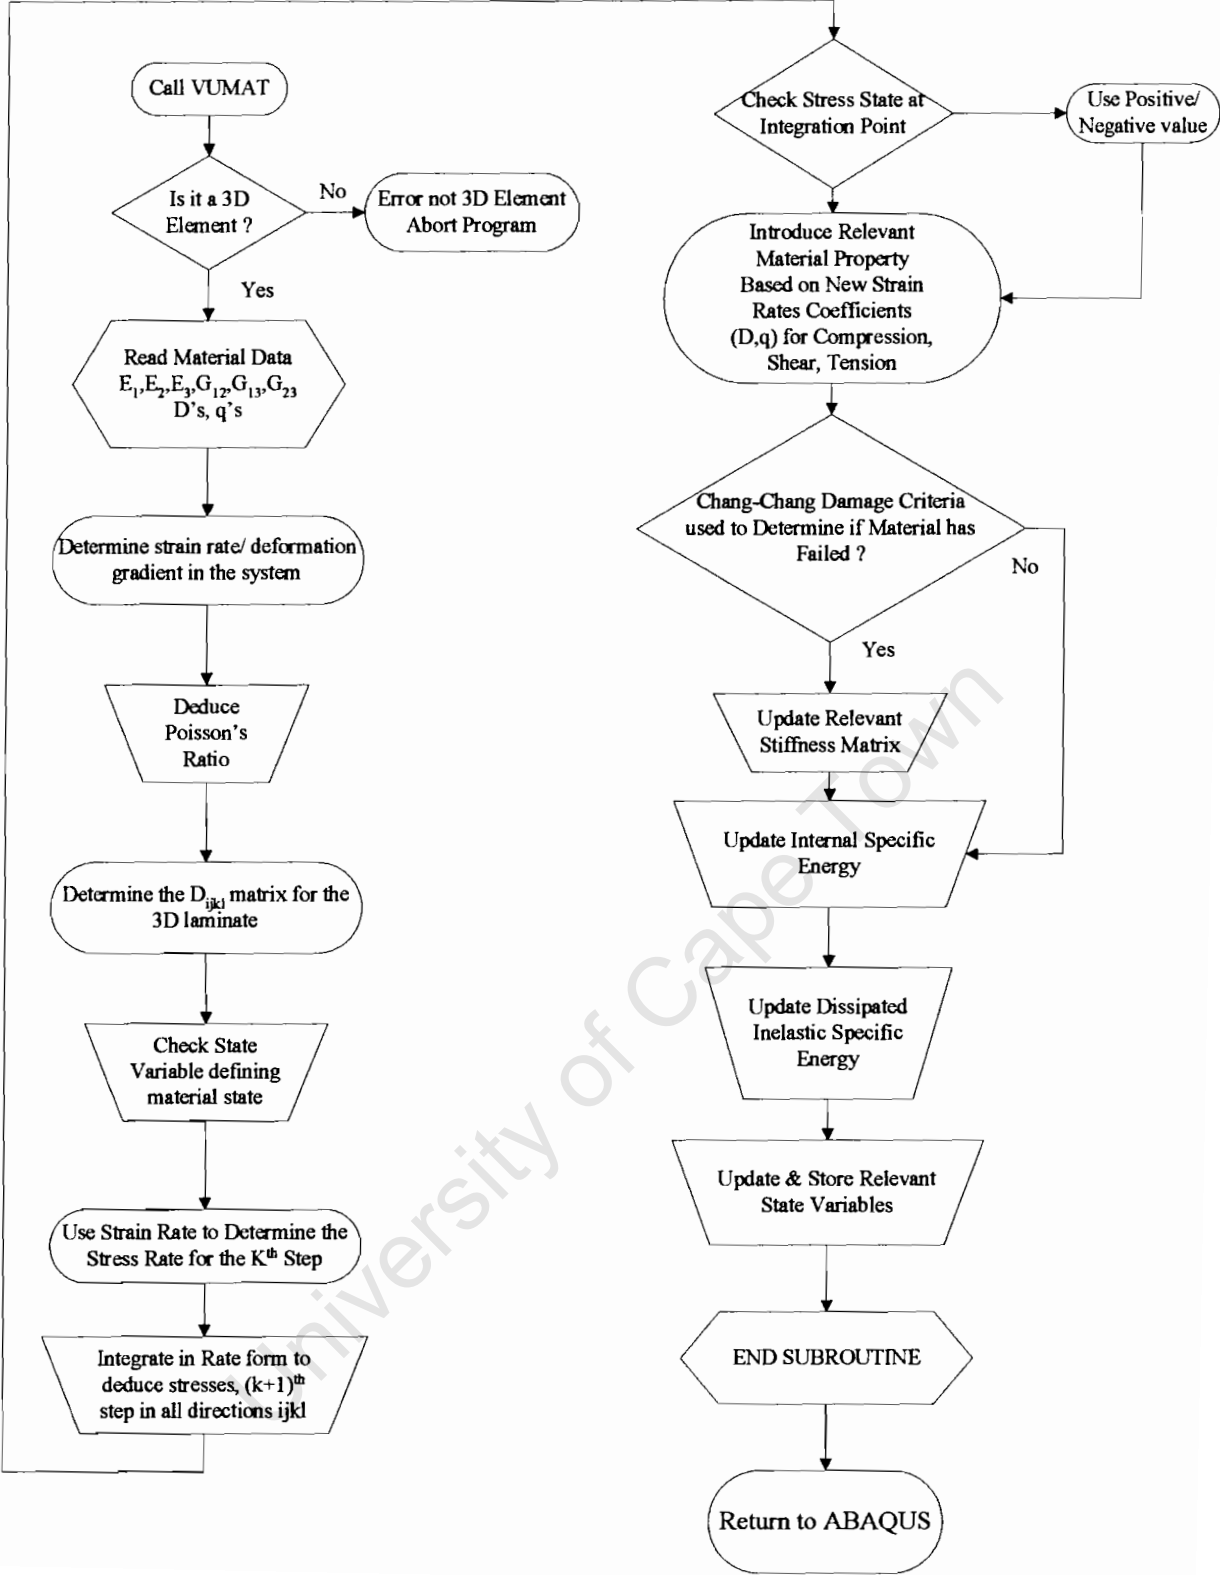 Call VUMAT
Is it a 3D
Element ?
No
Error not 3D Element
Abort Program
Yes
Read Material Data
E₁,E₂,E₃,G₁₂,G₁₃,G₂₃
D's, q's
Determine strain rate/ deformation
gradient in the system
Deduce
Poisson's
Ratio
Determine the Dᵢⱼₖₗ matrix for the
3D laminate
Check State
Variable defining
material state
Use Strain Rate to Determine the
Stress Rate for the Kᵗʰ Step
Integrate in Rate form to
deduce stresses, (k+1)ᵗʰ
step in all directions ijkl
Check Stress State at
Integration Point
Use Positive/
Negative value
Introduce Relevant
Material Property
Based on New Strain
Rates Coefficients
(D,q) for Compression,
Shear, Tension
Chang-Chang Damage Criteria
used to Determine if Material has
Failed ?
No
Yes
Update Relevant
Stiffness Matrix
Update Internal Specific
Energy
Update Dissipated
Inelastic Specific
Energy
Update & Store Relevant
State Variables
END SUBROUTINE
Return to ABAQUS
University of Cape Town